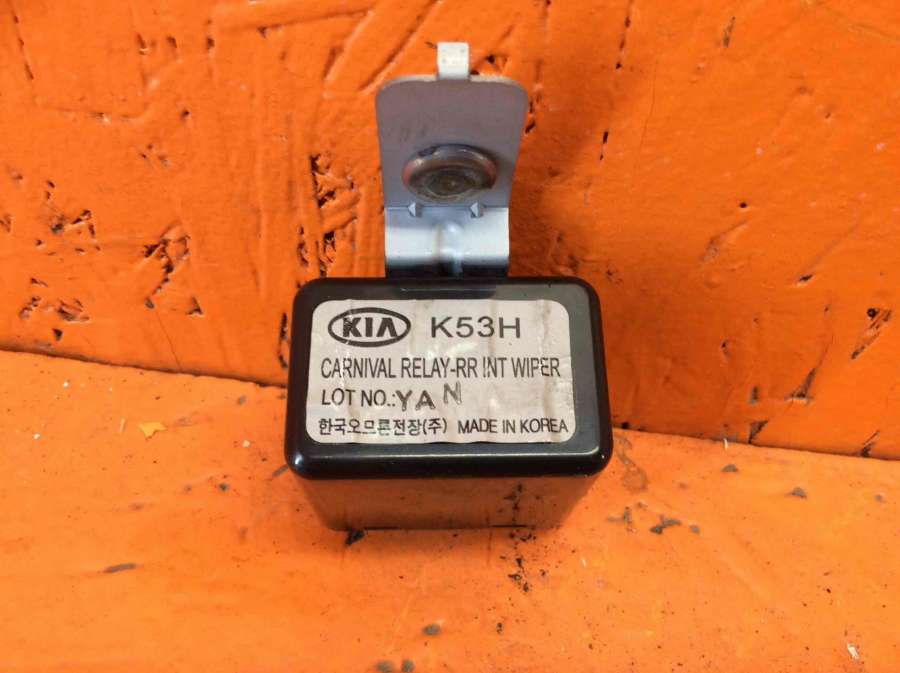 KIA K53H
CARNIVAL RELAY-RR INT WIPER
LOT NO.:YAN
한국오므론전장(주) MADE IN KOREA